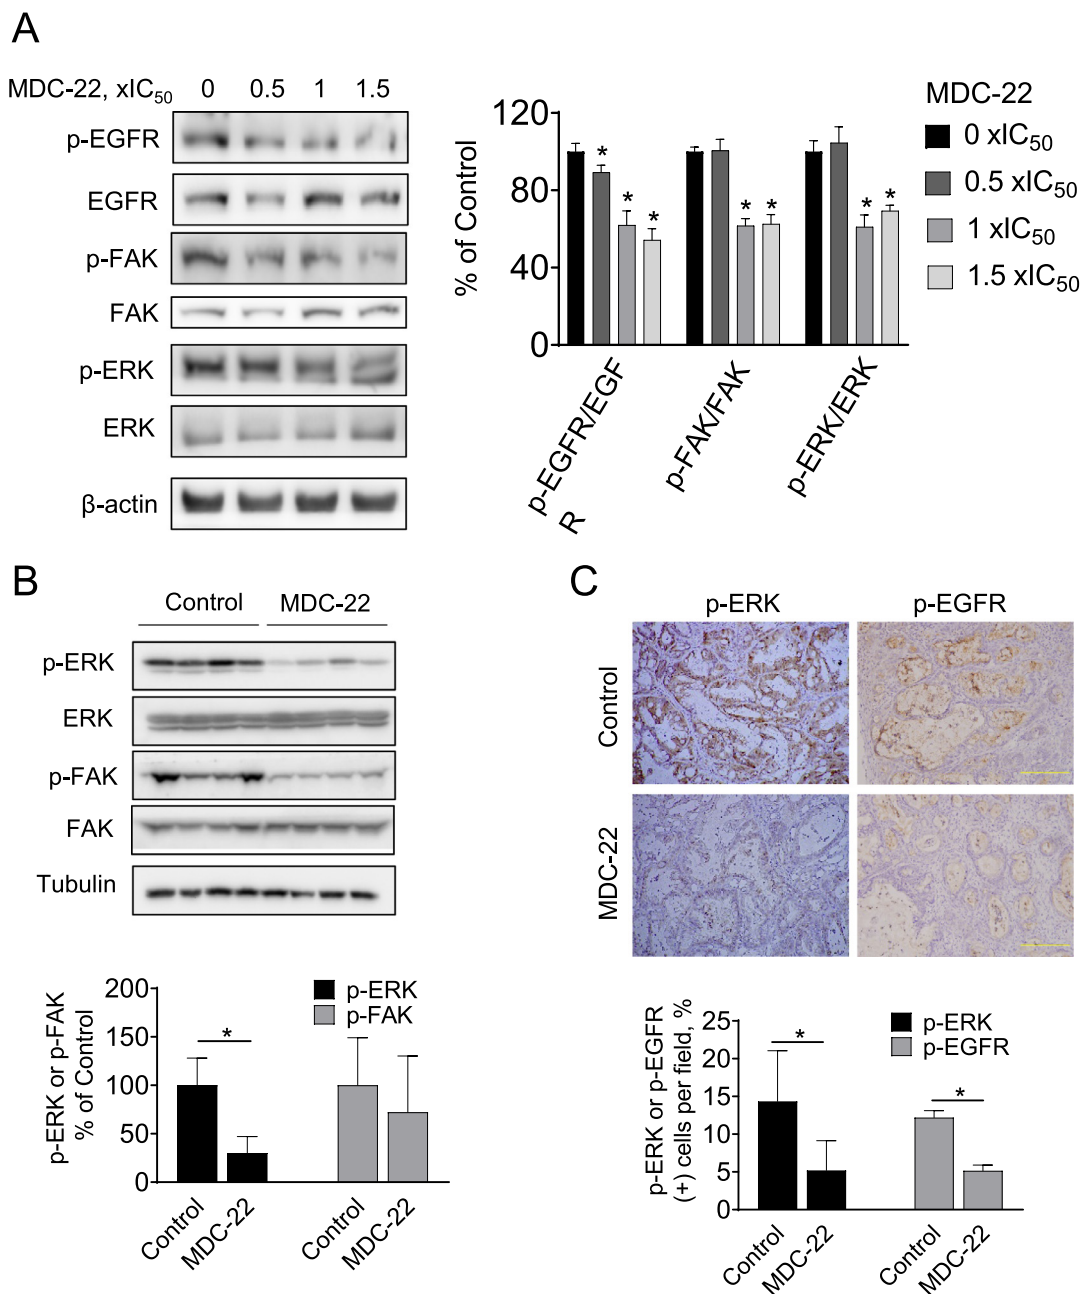 A
MDC-22, xIC50 0 0.5 1 1.5
p-EGFR
EGFR
p-FAK
FAK
p-ERK
ERK
β-actin
% of Control
120
80
40
0
* * *
* *
* *
p-EGFR/EGF
R
p-FAK/FAK
p-ERK/ERK
MDC-22
0 xIC50
0.5 xIC50
1 xIC50
1.5 xIC50
B
Control MDC-22
p-ERK
ERK
p-FAK
FAK
Tubulin
p-ERK or p-FAK
% of Control
200
150
100
50
0
*
p-ERK
p-FAK
Control
MDC-22
Control
MDC-22
C
p-ERK p-EGFR
Control
MDC-22
p-ERK or p-EGFR
(+) cells per field, %
25
20
15
10
5
0
*
*
p-ERK
p-EGFR
Control
MDC-22
Control
MDC-22